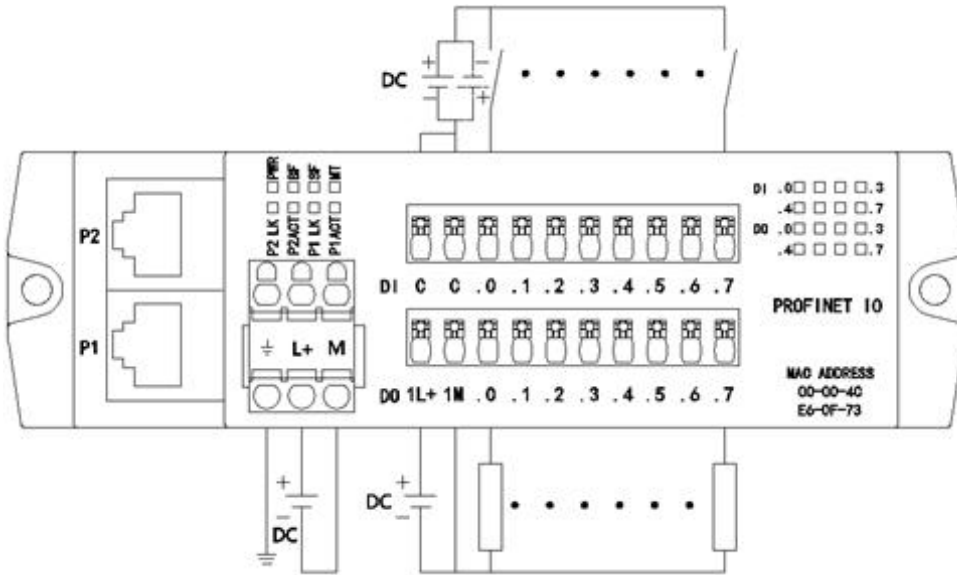 + −
DC
− +
PWR BF SF MT
P2 LK P2AOT P1 LK P1AOT
DI .0 .3
.4 .7
DO .0 .3
.4 .7
P2
DI C C .0 .1 .2 .3 .4 .5 .6 .7
PROFINET IO
P1
L+ M
MAC ADDRESS
00-00-4C
E6-0F-73
DO 1L+ 1M .0 .1 .2 .3 .4 .5 .6 .7
+
−
DC
+
DC
−